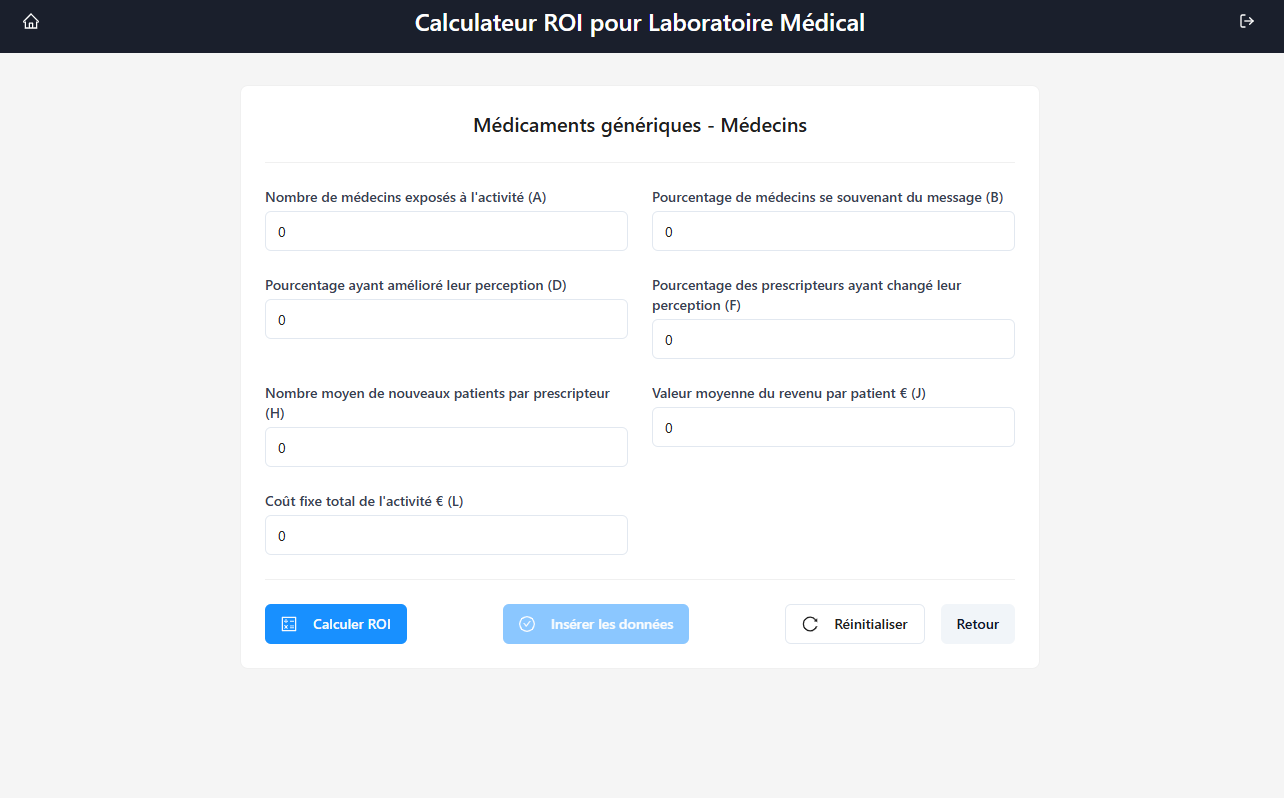 Calculateur ROI pour Laboratoire Médical
Médicaments génériques - Médecins
Nombre de médecins exposés à l'activité (A)
0
Pourcentage de médecins se souvenant du message (B)
0
Pourcentage ayant amélioré leur perception (D)
0
Pourcentage des prescripteurs ayant changé leur
perception (F)
0
Nombre moyen de nouveaux patients par prescripteur
(H)
0
Valeur moyenne du revenu par patient € (J)
0
Coût fixe total de l'activité € (L)
0
Calculer ROI
Insérer les données
Réinitialiser
Retour